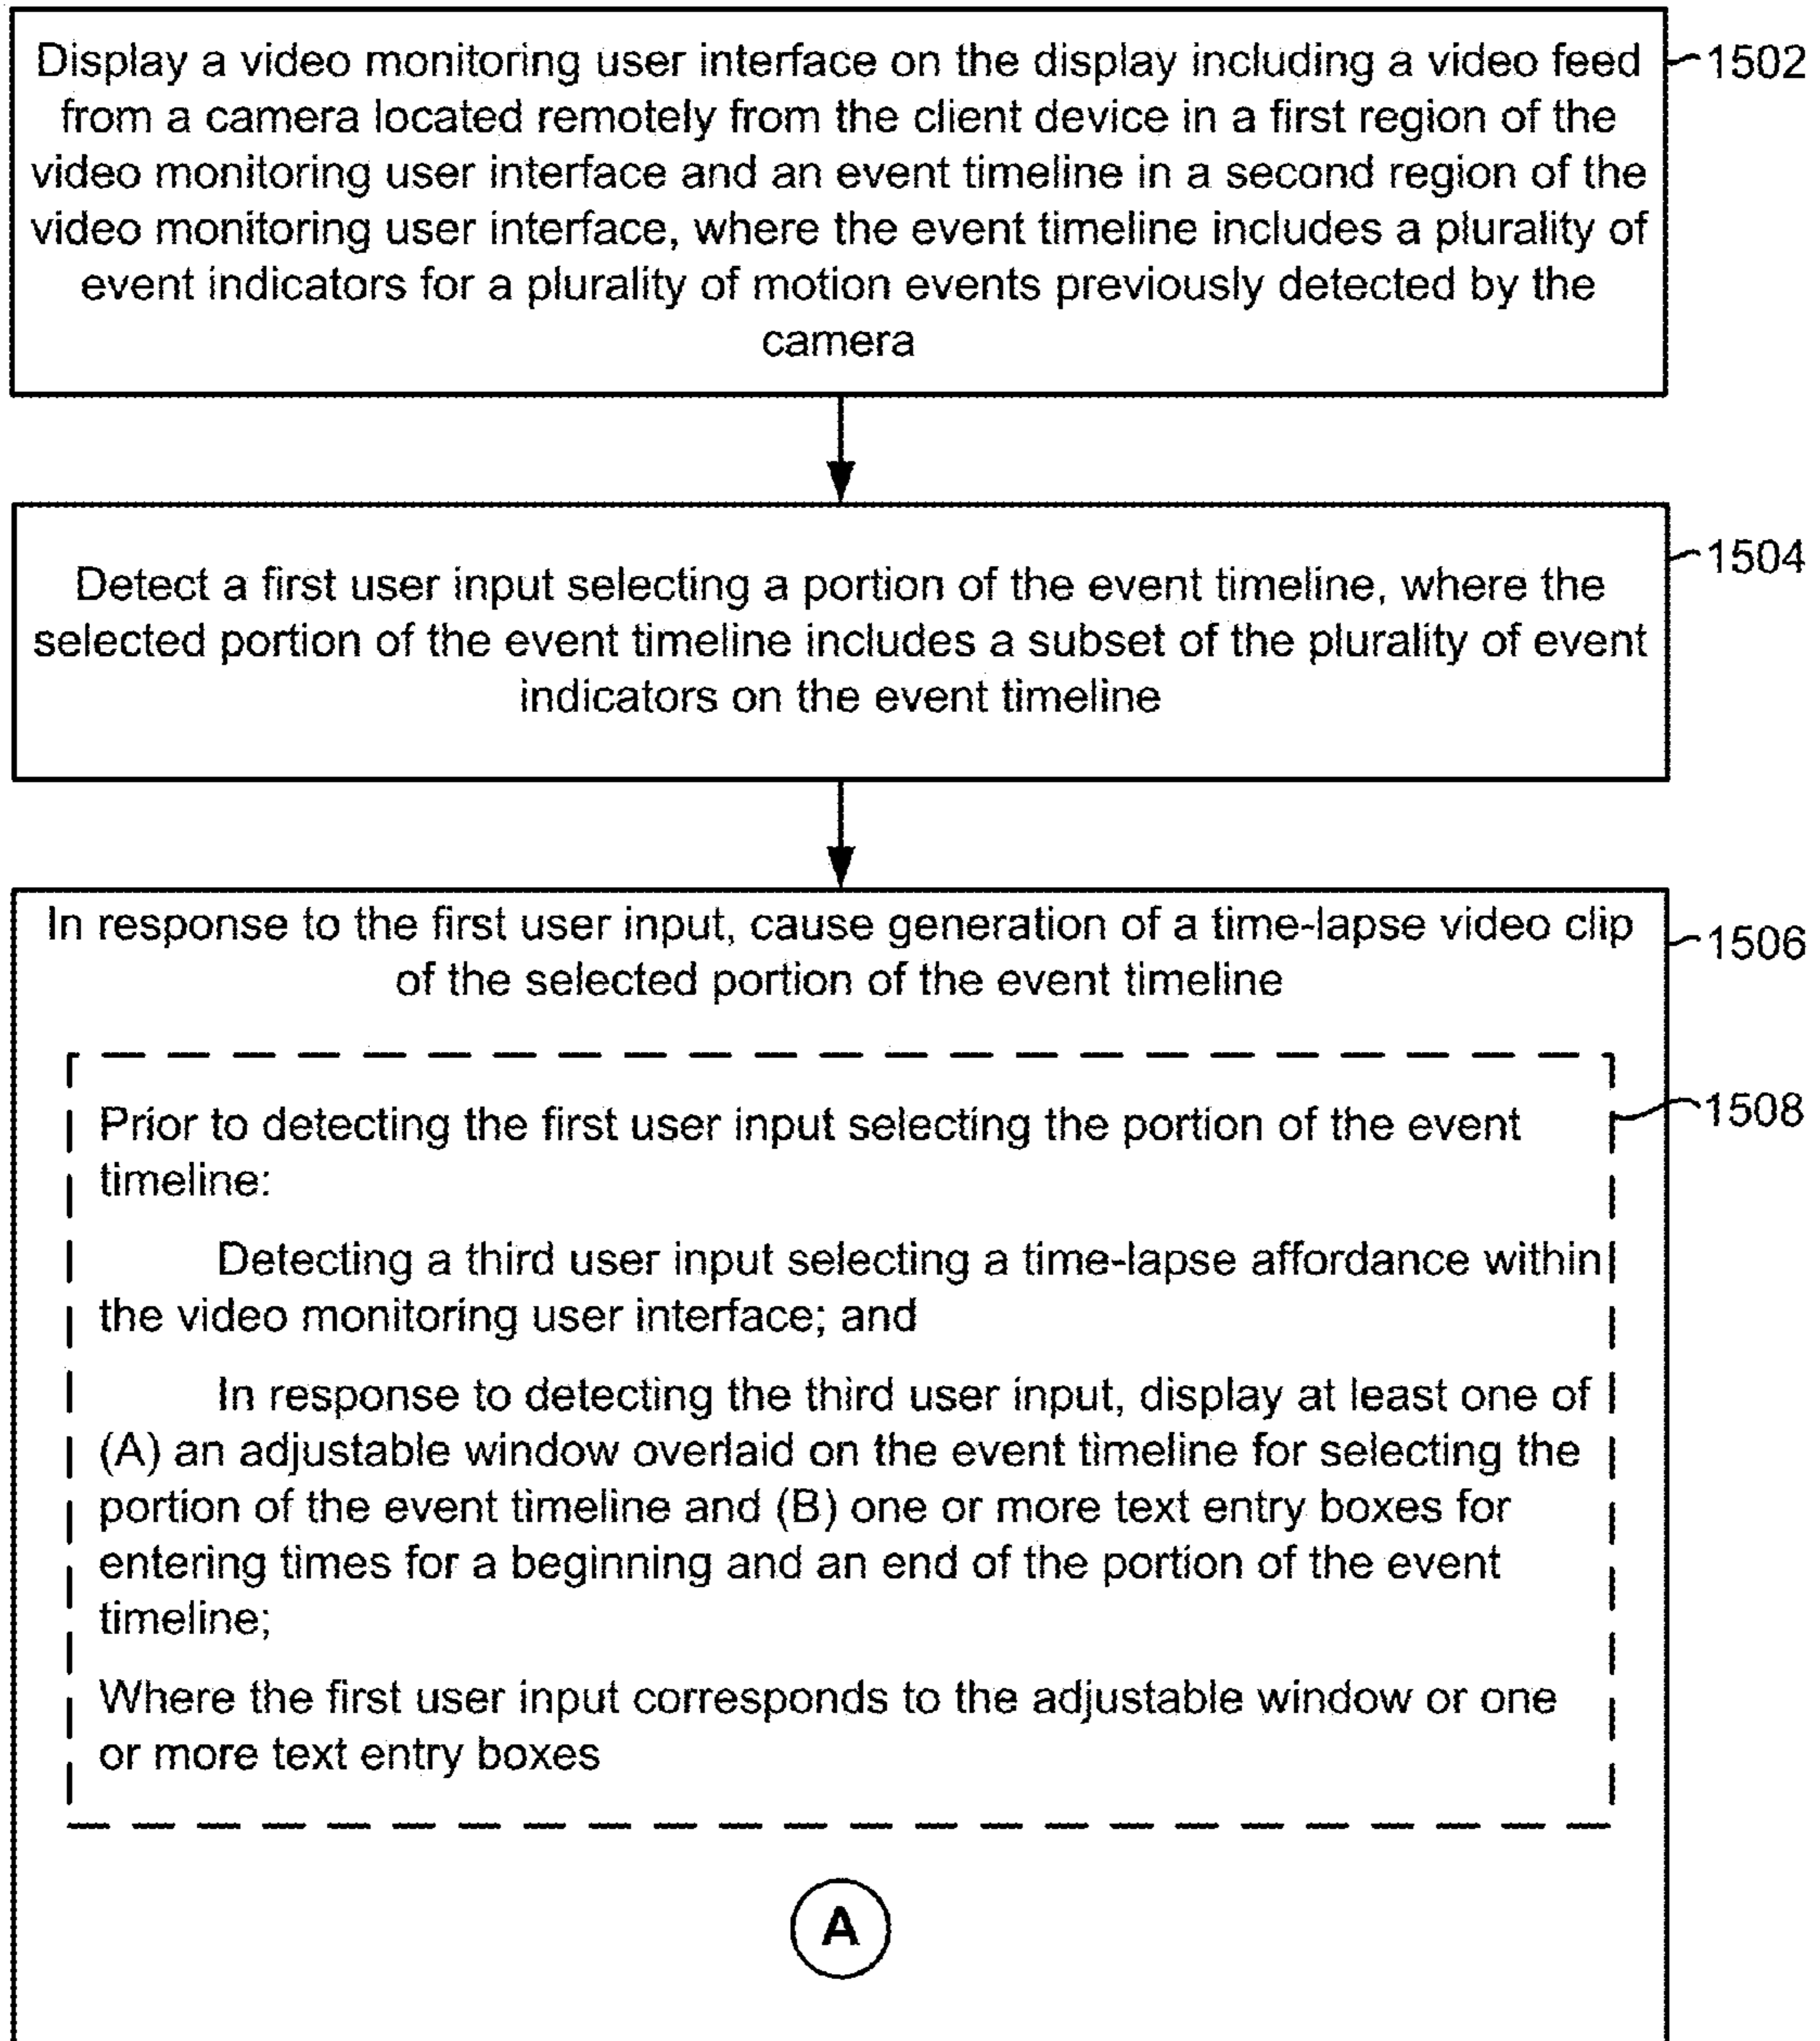 Display a video monitoring user interface on the display including a video feed
from a camera located remotely from the client device in a first region of the
video monitoring user interface and an event timeline in a second region of the
video monitoring user interface, where the event timeline includes a plurality of
event indicators for a plurality of motion events previously detected by the
camera
1502
Detect a first user input selecting a portion of the event timeline, where the
selected portion of the event timeline includes a subset of the plurality of event
indicators on the event timeline
1504
In response to the first user input, cause generation of a time-lapse video clip
of the selected portion of the event timeline
1506
Prior to detecting the first user input selecting the portion of the event
timeline:
1508
Detecting a third user input selecting a time-lapse affordance within
the video monitoring user interface; and
In response to detecting the third user input, display at least one of
(A) an adjustable window overlaid on the event timeline for selecting the
portion of the event timeline and (B) one or more text entry boxes for
entering times for a beginning and an end of the portion of the event
timeline;
Where the first user input corresponds to the adjustable window or one
or more text entry boxes
A